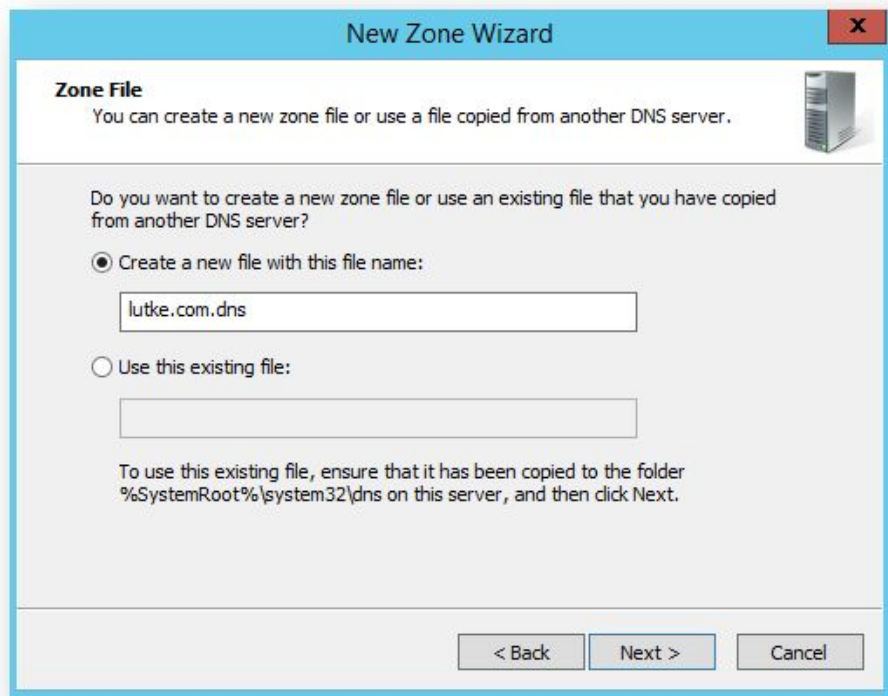 New Zone Wizard
X
Zone File
You can create a new zone file or use a file copied from another DNS server.
Do you want to create a new zone file or use an existing file that you have copied
from another DNS server?
Create a new file with this file name:
lutke.com.dns
Use this existing file:
To use this existing file, ensure that it has been copied to the folder
%SystemRoot%\system32\dns on this server, and then click Next.
< Back Next > Cancel